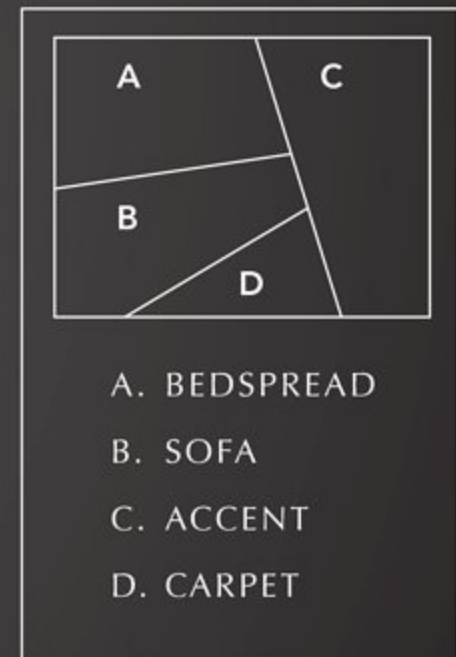 A
C
B
D
A. BEDSPREAD
B. SOFA
C. ACCENT
D. CARPET